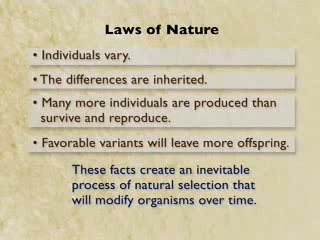 Laws of Nature
• Individuals vary.
• The differences are inherited.
• Many more individuals are produced than
survive and reproduce.
• Favorable variants will leave more offspring.
These facts create an inevitable
process of natural selection that
will modify organisms over time.